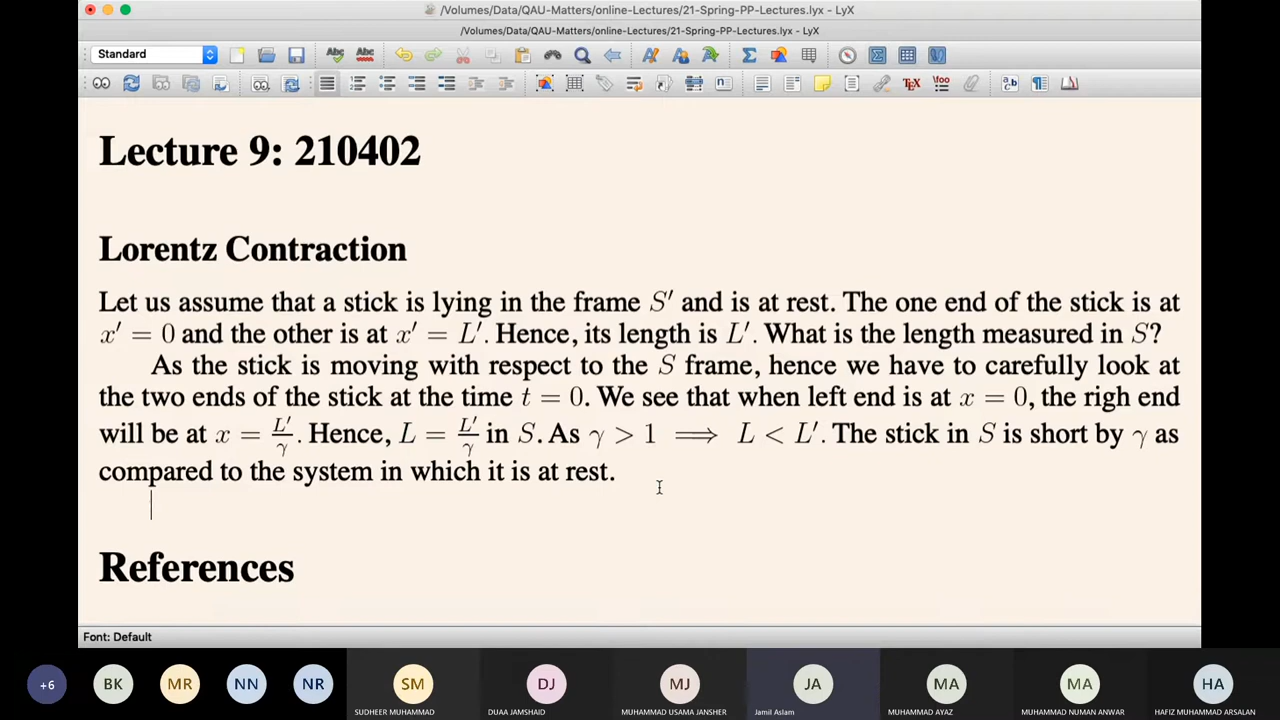 /Volumes/Data/QAU-Matters/online-Lectures/21-Spring-PP-Lectures.lyx - LyX
/Volumes/Data/QAU-Matters/online-Lectures/21-Spring-PP-Lectures.lyx - LyX
Standard
Lecture 9: 210402
Lorentz Contraction
Let us assume that a stick is lying in the frame S′ and is at rest. The one end of the stick is at
x′ = 0 and the other is at x′ = L′. Hence, its length is L′. What is the length measured in S?
As the stick is moving with respect to the S frame, hence we have to carefully look at
the two ends of the stick at the time t = 0. We see that when left end is at x = 0, the righ end
will be at x = L′/γ. Hence, L = L′/γ in S. As γ > 1 ⟹ L < L′. The stick in S is short by γ as
compared to the system in which it is at rest.
References
Font: Default
+6 BK MR NN NR SM DJ MJ JA MA MA HA
SUDHEER MUHAMMAD DUAA JAMSHAID MUHAMMAD USAMA JANSHER Jamil Aslam MUHAMMAD AYAZ MUHAMMAD NUMAN ANWAR HAFIZ MUHAMMAD ARSALAN